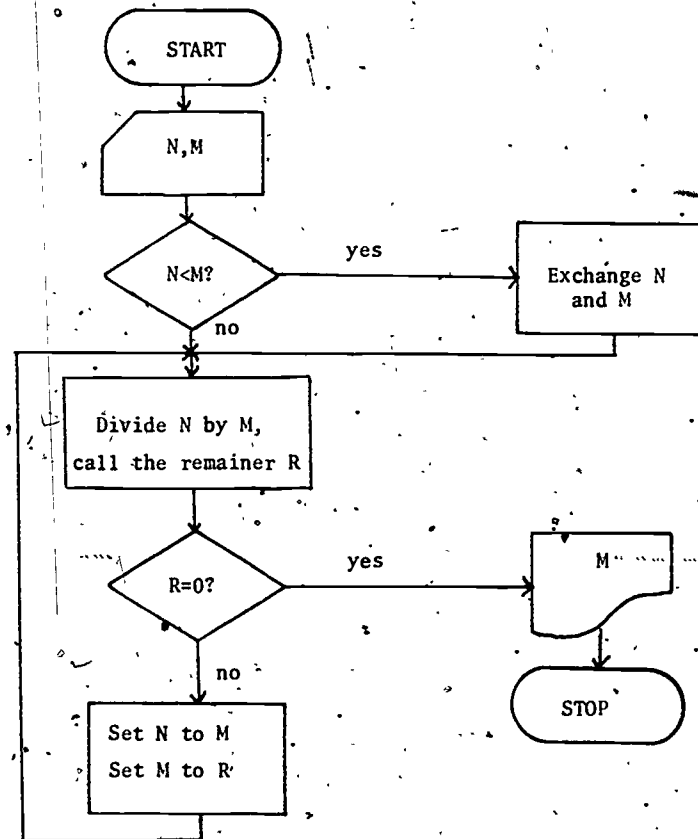 START
N,M
N<M?
yes
Exchange N
and M
no
Divide N by M,
call the remainer R
R=0?
yes
M
no
STOP
Set N to M
Set M to R